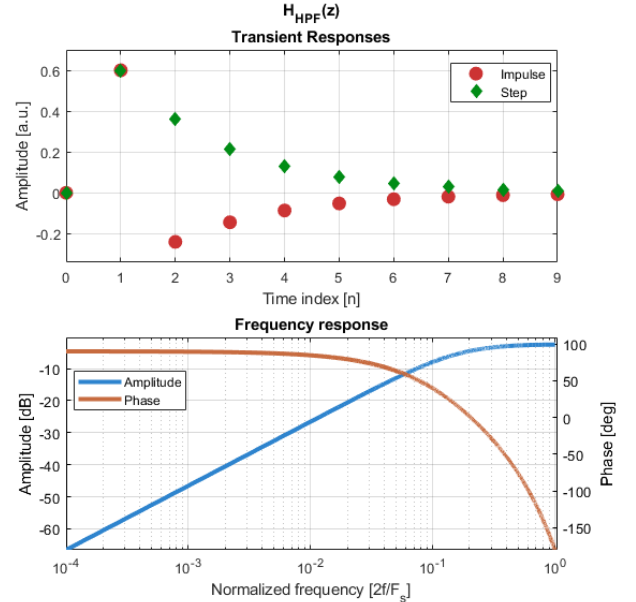 H_HPF(z)
Transient Responses
0.6
0.4
0.2
0
-0.2
Amplitude [a.u.]
Impulse
Step
0 1 2 3 4 5 6 7 8 9
Time index [n]
Frequency response
-10
-20
-30
-40
-50
-60
Amplitude [dB]
Amplitude
Phase
100
50
0
-50
-100
-150
Phase [deg]
10^-4 10^-3 10^-2 10^-1 10^0
Normalized frequency [2f/F_s]